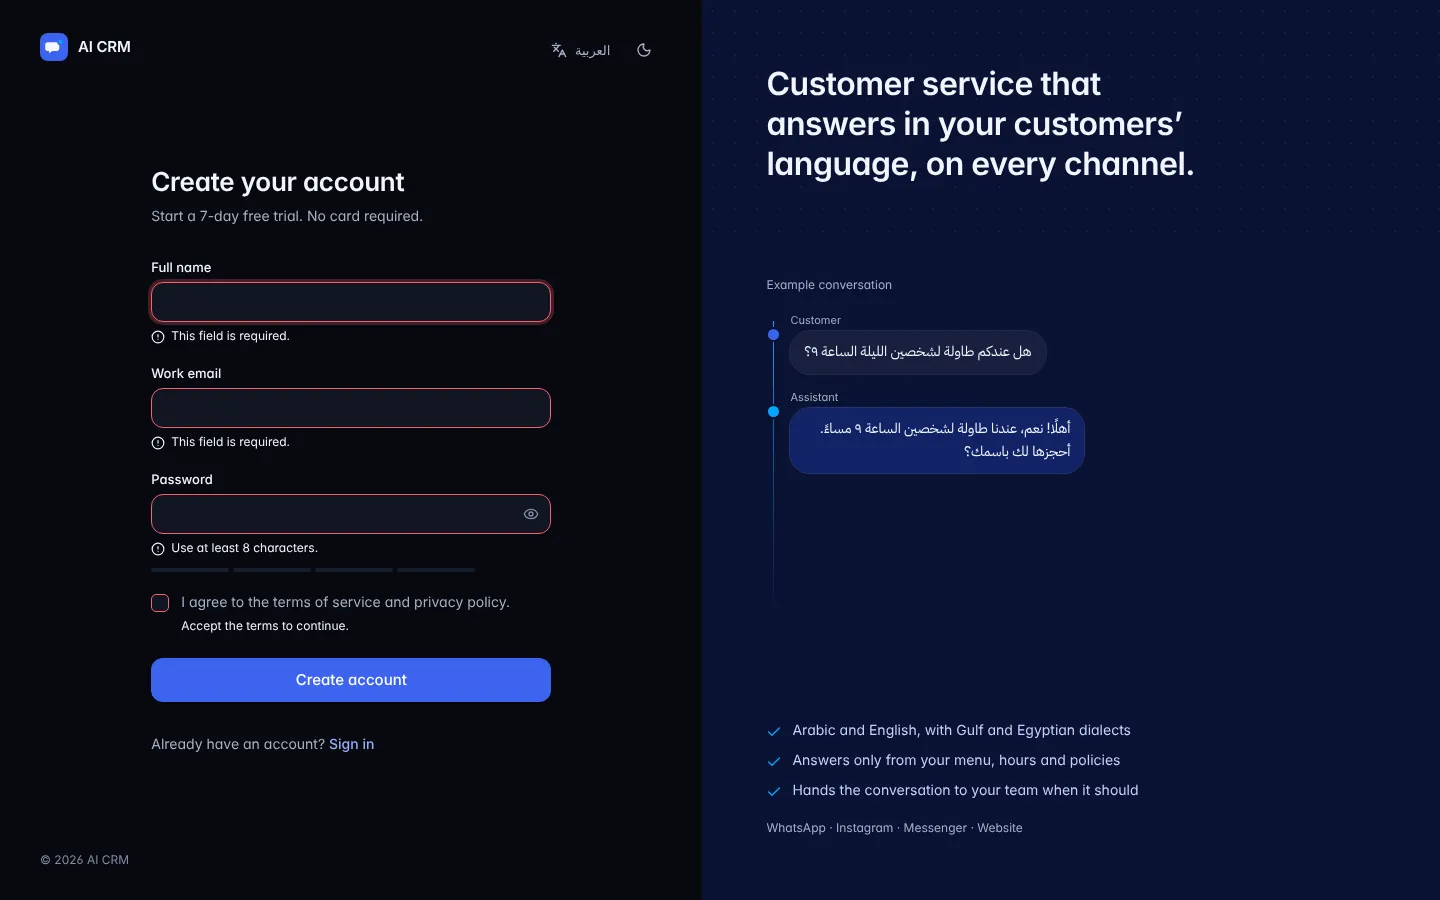 AI CRM
العربية
Create your account
Start a 7-day free trial. No card required.
Full name
This field is required.
Work email
This field is required.
Password
Use at least 8 characters.
I agree to the terms of service and privacy policy.
Accept the terms to continue.
Create account
Already have an account? Sign in
© 2026 AI CRM
Customer service that
answers in your customers’
language, on every channel.
Example conversation
Customer
هل عندكم طاولة لشخصين الليلة الساعة ٩؟
Assistant
أهلًا! نعم، عندنا طاولة لشخصين الساعة ٩ مساءً.
أحجزها لك باسمك؟
Arabic and English, with Gulf and Egyptian dialects
Answers only from your menu, hours and policies
Hands the conversation to your team when it should
WhatsApp · Instagram · Messenger · Website